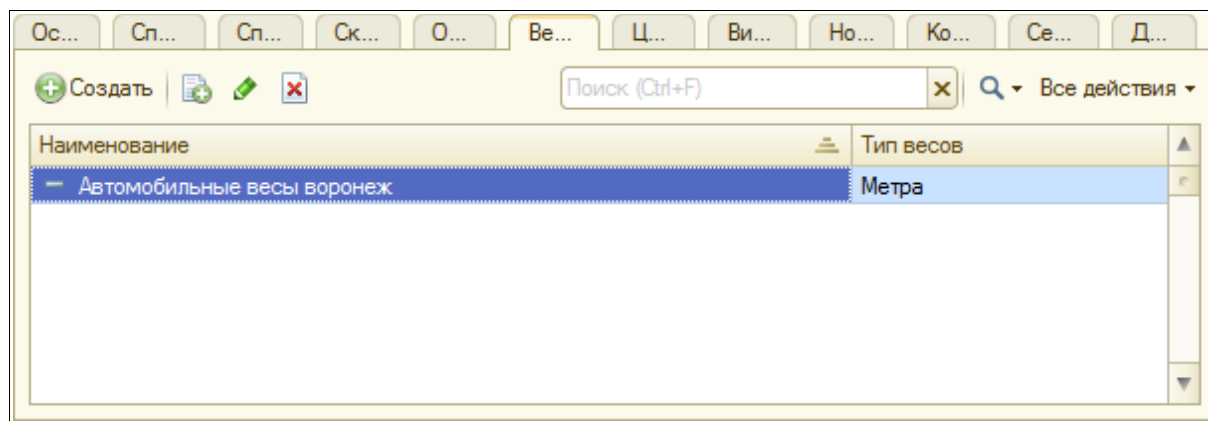 Ос... Сп... Сп... Ск... О... Ве... Ц... Ви... Но... Ко... Се... Д...
Создать Поиск (Ctrl+F) Все действия
Наименование Тип весов
Автомобильные весы воронеж Метра